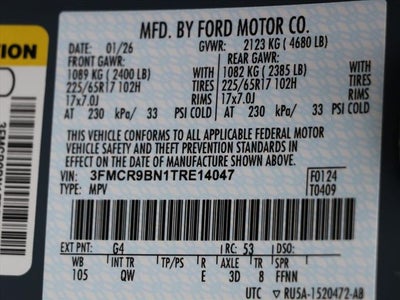 MFD. BY FORD MOTOR CO.
DATE: 01/26 GVWR: 2123 KG ( 4680 LB)
FRONT GAWR: REAR GAWR:
1089 KG ( 2400 LB) 1082 KG ( 2385 LB)
225/65R17 102H TIRES 225/65R17 102H TIRES
17x7.0J RIMS 17x7.0J RIMS
AT 230 kPa/ 33 PSI COLD AT 230 kPa/ 33 PSI COLD
THIS VEHICLE CONFORMS TO ALL APPLICABLE FEDERAL MOTOR
VEHICLE SAFETY AND THEFT PREVENTION STANDARDS IN
EFFECT ON THE DATE OF MANUFACTURE SHOWN ABOVE.
VIN: 3FMCR9BN1TRE14047 F0124
TYPE: MPV T0409
EXT PNT: G4 RC: 53 DSO:
WB INT TR TP/PS R AXLE TR SPR
105 QW E 3D 8 FFNN
UTC ▽ RU5A-1520472-AB